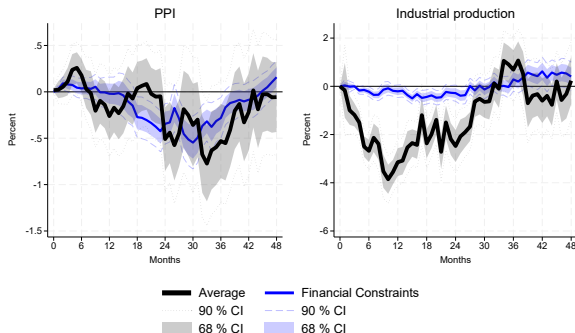 PPI
Industrial production
Percent
.5
0
-.5
-1
-1.5
0 6 12 18 24 30 36 42 48
Months
Percent
2
0
-2
-4
-6
0 6 12 18 24 30 36 42 48
Months
Average
Financial Constraints
90 % CI
90 % CI
68 % CI
68 % CI